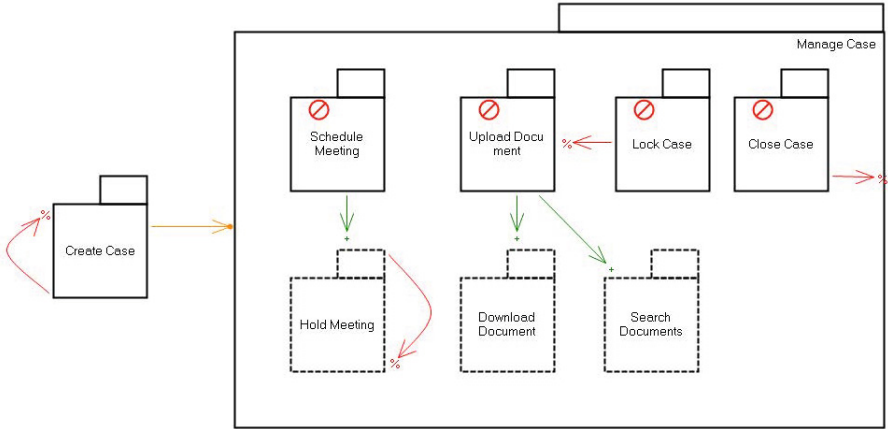 Manage Case
Schedule
Meeting
Upload Docu
ment
%
Lock Case
Close Case
%
%
Create Case
+
+
+
Hold Meeting
Download
Document
Search
Documents
%